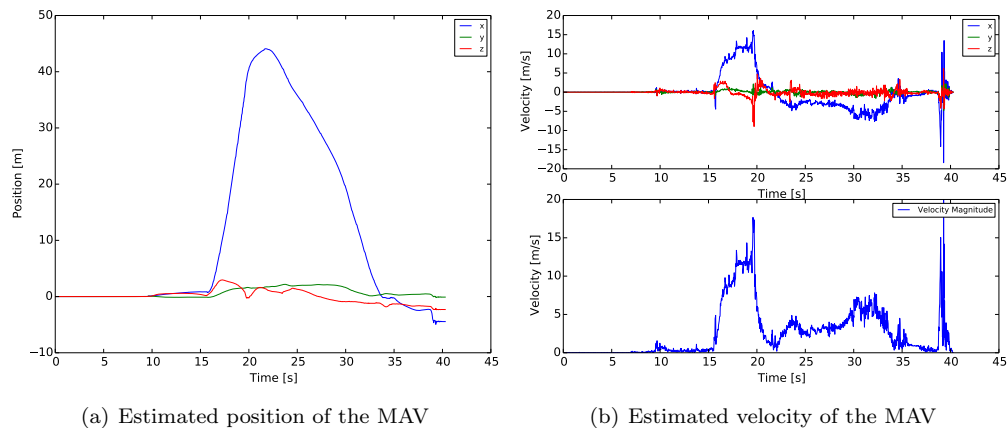 50
40
30
20
10
0
−10
0 5 10 15 20 25 30 35 40 45
Position [m]
Time [s]
x
y
z
(a) Estimated position of the MAV
20
15
10
5
0
−5
−10
−15
−20
0 5 10 15 20 25 30 35 40 45
Velocity [m/s]
Time [s]
x
y
z
20
15
10
5
0
0 5 10 15 20 25 30 35 40 45
Velocity [m/s]
Time [s]
Velocity Magnitude
(b) Estimated velocity of the MAV